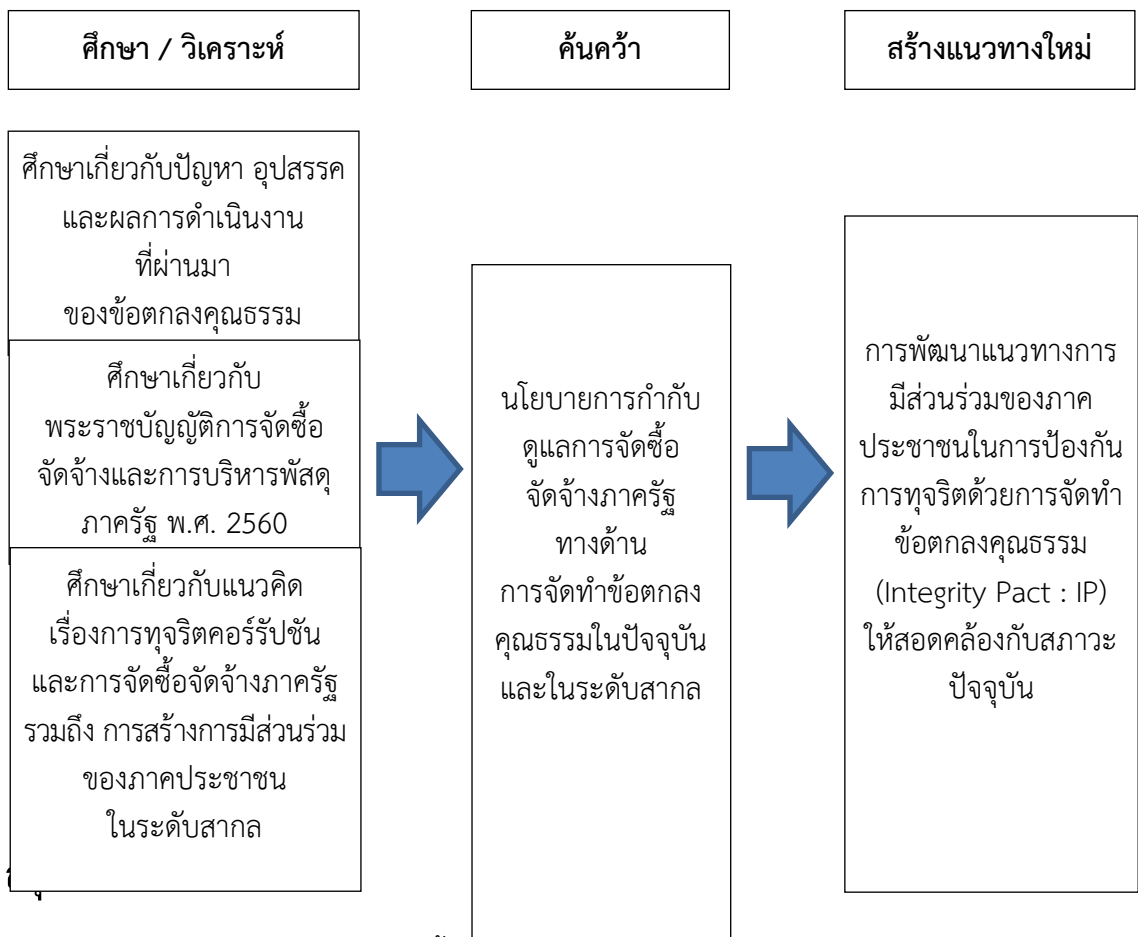 ศึกษา / วิเคราะห์
ค้นคว้า
สร้างแนวทางใหม่
ศึกษาเกี่ยวกับปัญหา อุปสรรค
และผลการดำเนินงาน
ที่ผ่านมา
ของข้อตกลงคุณธรรม
ศึกษาเกี่ยวกับ
พระราชบัญญัติการจัดซื้อ
จัดจ้างและการบริหารพัสดุ
ภาครัฐ พ.ศ. 2560
ศึกษาเกี่ยวกับแนวคิด
เรื่องการทุจริตคอร์รัปชัน
และการจัดซื้อจัดจ้างภาครัฐ
รวมถึง การสร้างการมีส่วนร่วม
ของภาคประชาชน
ในระดับสากล
นโยบายการกำกับ
ดูแลการจัดซื้อ
จัดจ้างภาครัฐ
ทางด้าน
การจัดทำข้อตกลง
คุณธรรมในปัจจุบัน
และในระดับสากล
การพัฒนาแนวทางการ
มีส่วนร่วมของภาค
ประชาชนในการป้องกัน
การทุจริตด้วยการจัดทำ
ข้อตกลงคุณธรรม
(Integrity Pact : IP)
ให้สอดคล้องกับสภาวะ
ปัจจุบัน